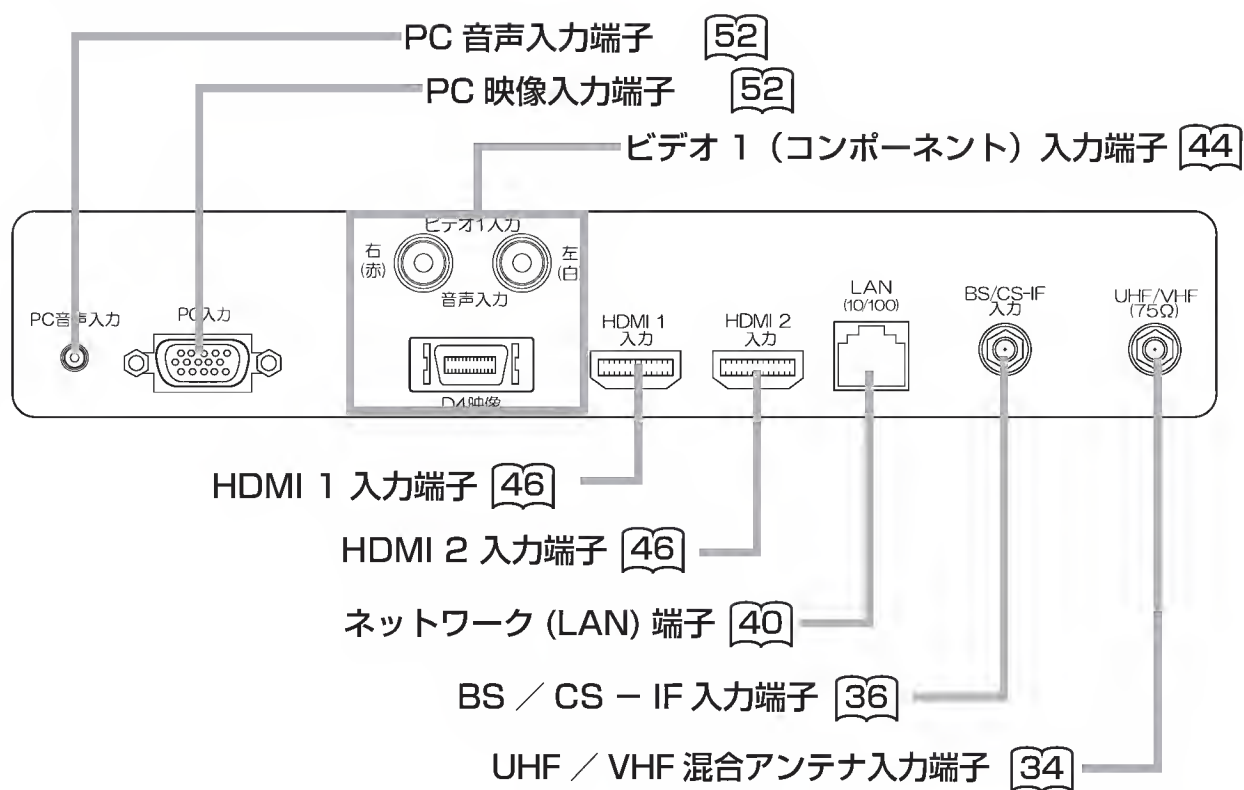 PC 音声入力端子 52
PC 映像入力端子 52
ビデオ 1（コンポーネント）入力端子 44
ビデオ1入力
右
(赤)
左
(白)
音声入力
D4映像
PC音声入力
PC入力
HDMI 1
入力
HDMI 2
入力
LAN
(10/100)
BS/CS-IF
入力
UHF/VHF
(75Ω)
HDMI 1 入力端子 46
HDMI 2 入力端子 46
ネットワーク (LAN) 端子 40
BS ／ CS － IF 入力端子 36
UHF ／ VHF 混合アンテナ入力端子 34